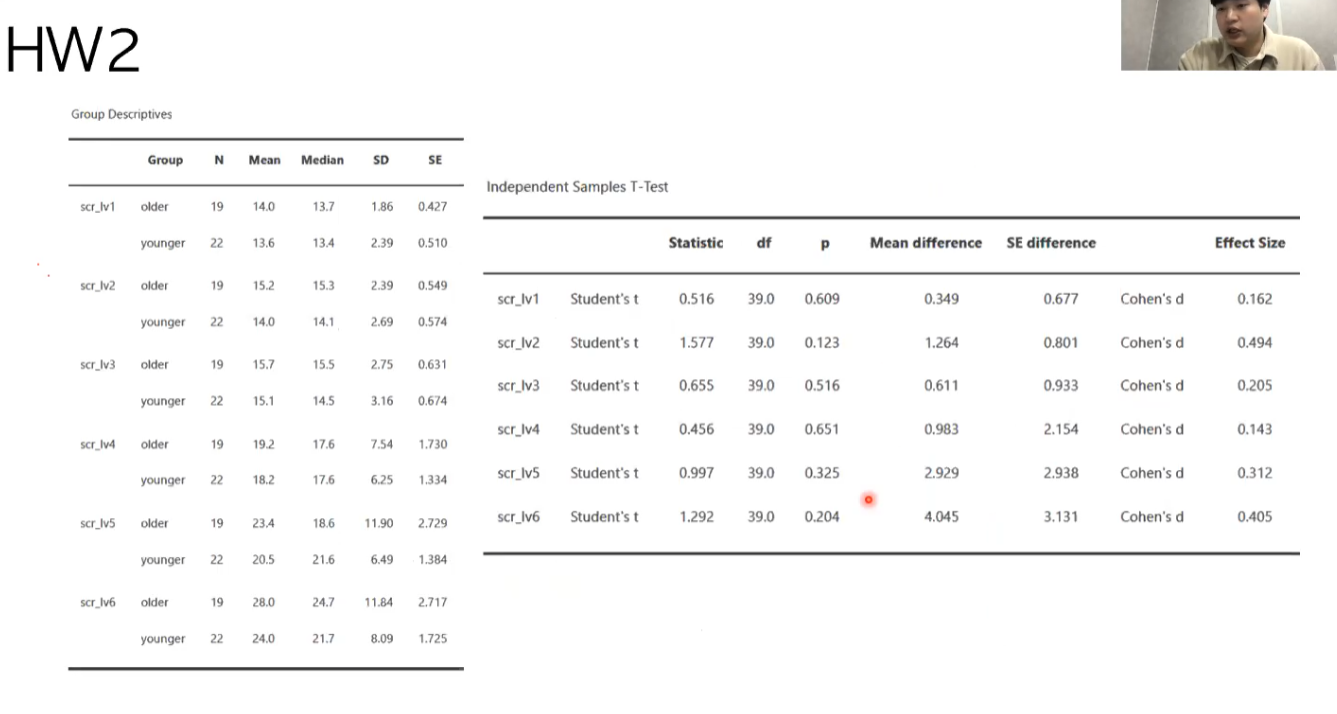 HW2
Group Descriptives
Group N Mean Median SD SE
scr_lv1 older 19 14.0 13.7 1.86 0.427
younger 22 13.6 13.4 2.39 0.510
scr_lv2 older 19 15.2 15.3 2.39 0.549
younger 22 14.0 14.1 2.69 0.574
scr_lv3 older 19 15.7 15.5 2.75 0.631
younger 22 15.1 14.5 3.16 0.674
scr_lv4 older 19 19.2 17.6 7.54 1.730
younger 22 18.2 17.6 6.25 1.334
scr_lv5 older 19 23.4 18.6 11.90 2.729
younger 22 20.5 21.6 6.49 1.384
scr_lv6 older 19 28.0 24.7 11.84 2.717
younger 22 24.0 21.7 8.09 1.725
Independent Samples T-Test
Statistic df p Mean difference SE difference Effect Size
scr_lv1 Student's t 0.516 39.0 0.609 0.349 0.677 Cohen's d 0.162
scr_lv2 Student's t 1.577 39.0 0.123 1.264 0.801 Cohen's d 0.494
scr_lv3 Student's t 0.655 39.0 0.516 0.611 0.933 Cohen's d 0.205
scr_lv4 Student's t 0.456 39.0 0.651 0.983 2.154 Cohen's d 0.143
scr_lv5 Student's t 0.997 39.0 0.325 2.929 2.938 Cohen's d 0.312
scr_lv6 Student's t 1.292 39.0 0.204 4.045 3.131 Cohen's d 0.405